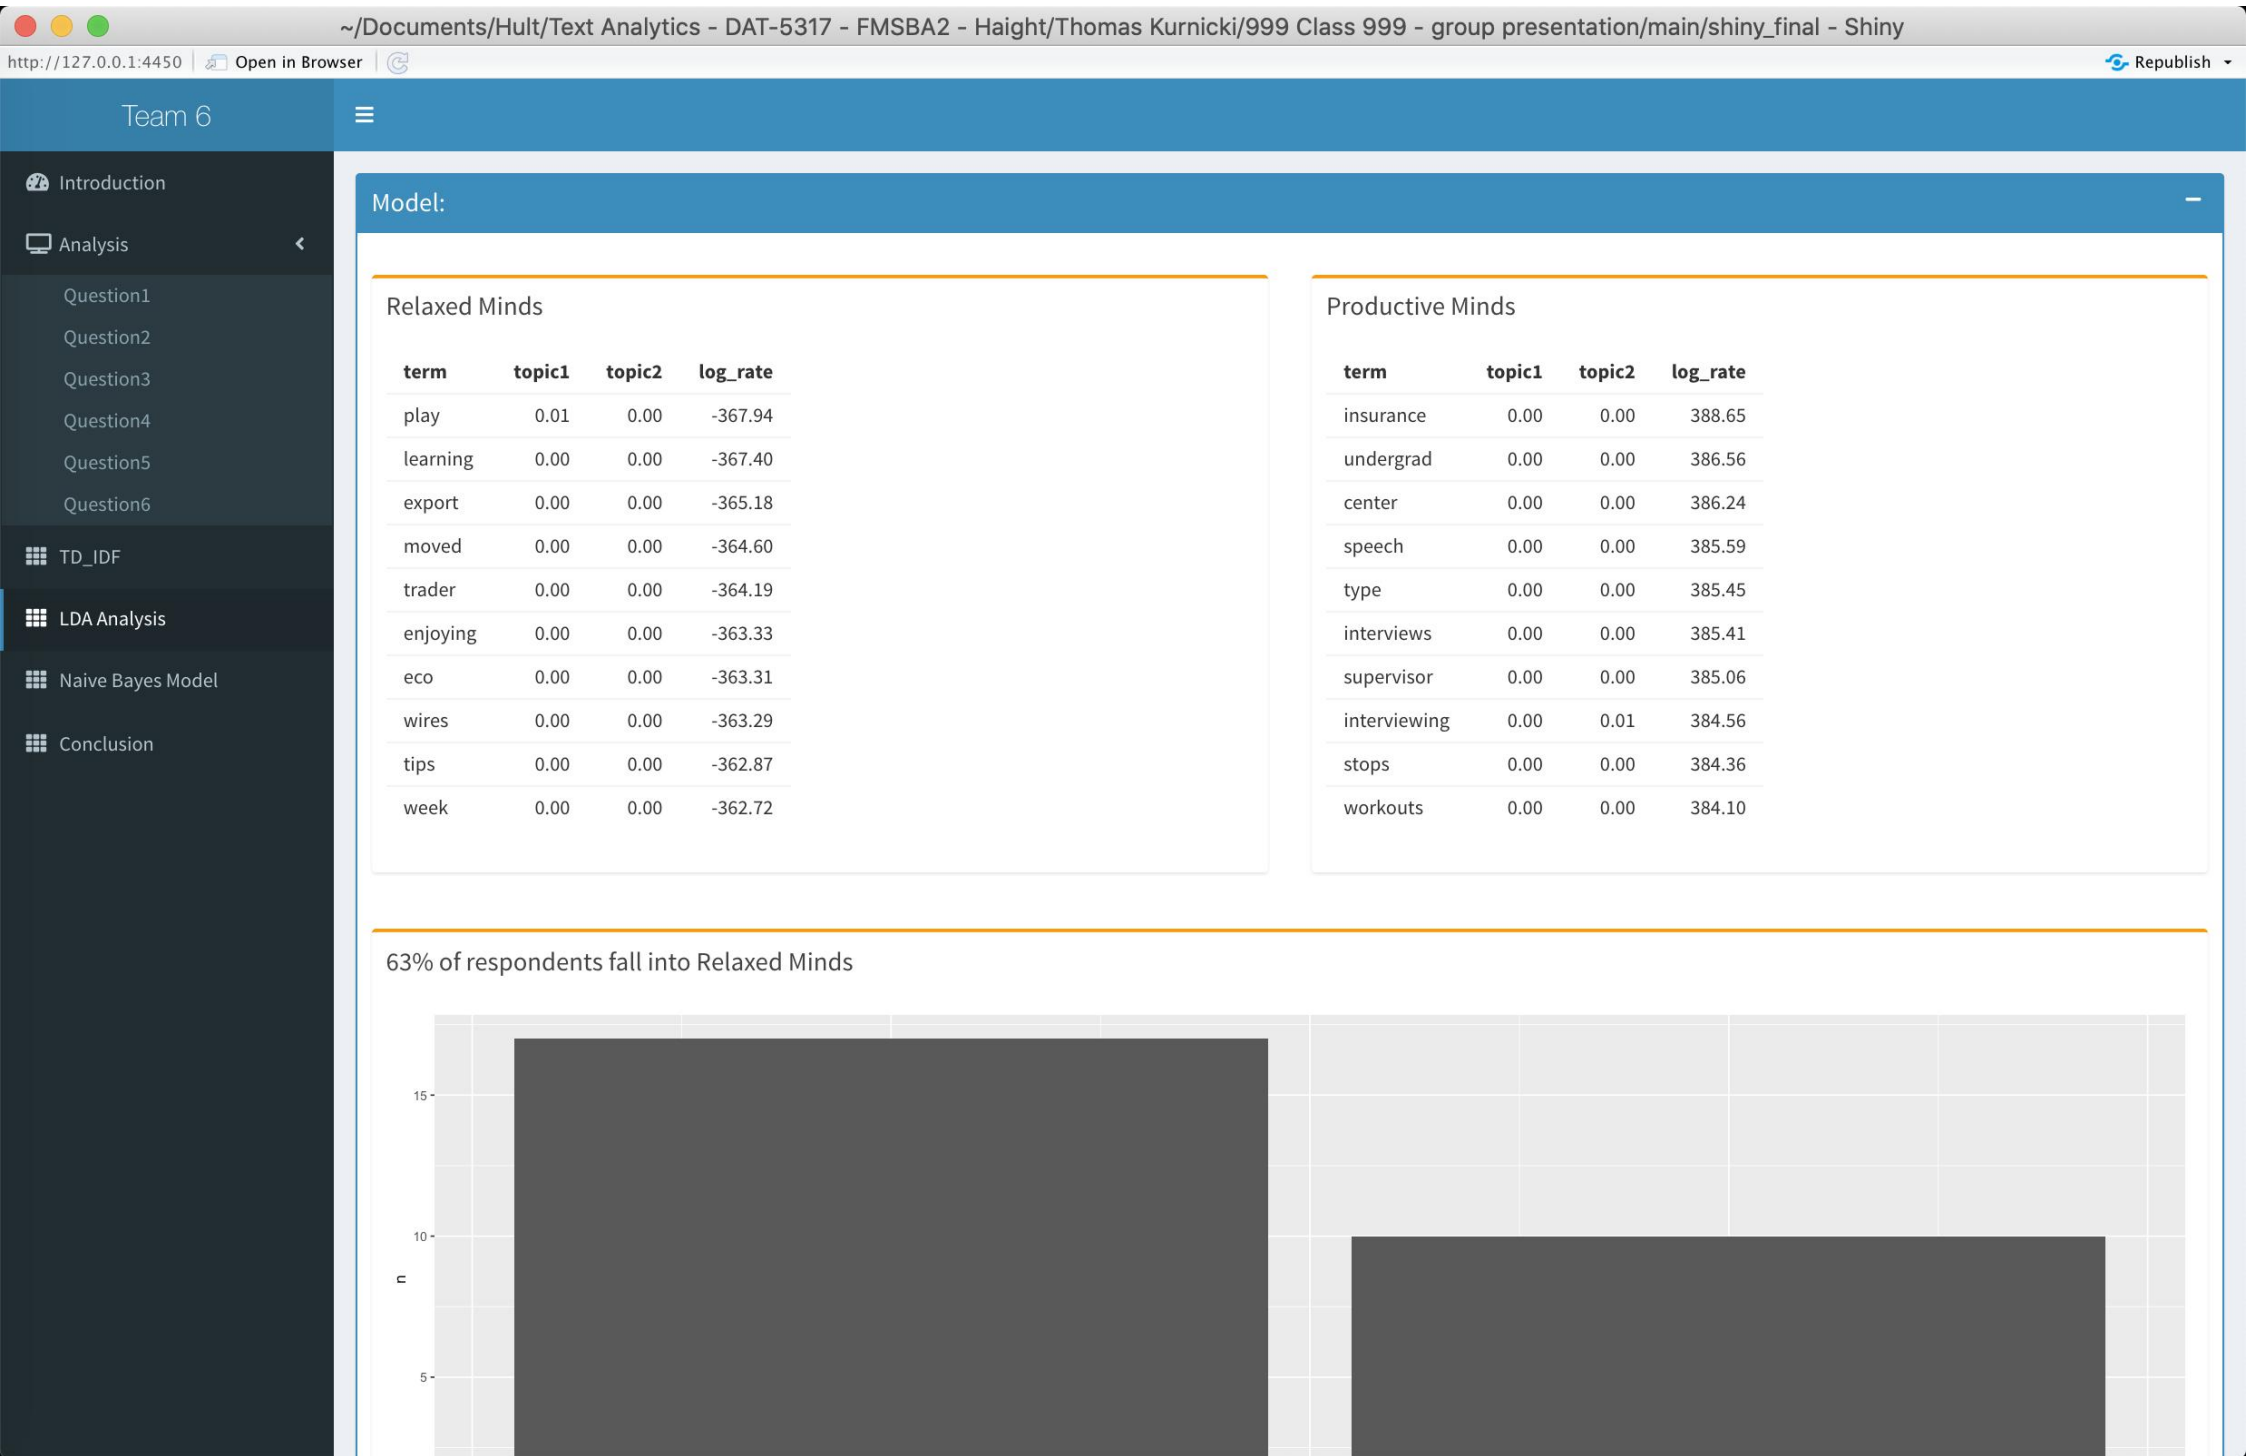 ~/Documents/Hult/Text Analytics - DAT-5317 - FMSBA2 - Haight/Thomas Kurnicki/999 Class 999 - group presentation/main/shiny_final - Shiny
http://127.0.0.1:4450 Open in Browser Republish
Team 6
Introduction
Analysis
Question1
Question2
Question3
Question4
Question5
Question6
TD_IDF
LDA Analysis
Naive Bayes Model
Conclusion
Model:
Relaxed Minds
term topic1 topic2 log_rate
play 0.01 0.00 -367.94
learning 0.00 0.00 -367.40
export 0.00 0.00 -365.18
moved 0.00 0.00 -364.60
trader 0.00 0.00 -364.19
enjoying 0.00 0.00 -363.33
eco 0.00 0.00 -363.31
wires 0.00 0.00 -363.29
tips 0.00 0.00 -362.87
week 0.00 0.00 -362.72
Productive Minds
term topic1 topic2 log_rate
insurance 0.00 0.00 388.65
undergrad 0.00 0.00 386.56
center 0.00 0.00 386.24
speech 0.00 0.00 385.59
type 0.00 0.00 385.45
interviews 0.00 0.00 385.41
supervisor 0.00 0.00 385.06
interviewing 0.00 0.01 384.56
stops 0.00 0.00 384.36
workouts 0.00 0.00 384.10
63% of respondents fall into Relaxed Minds
15
10
n
5